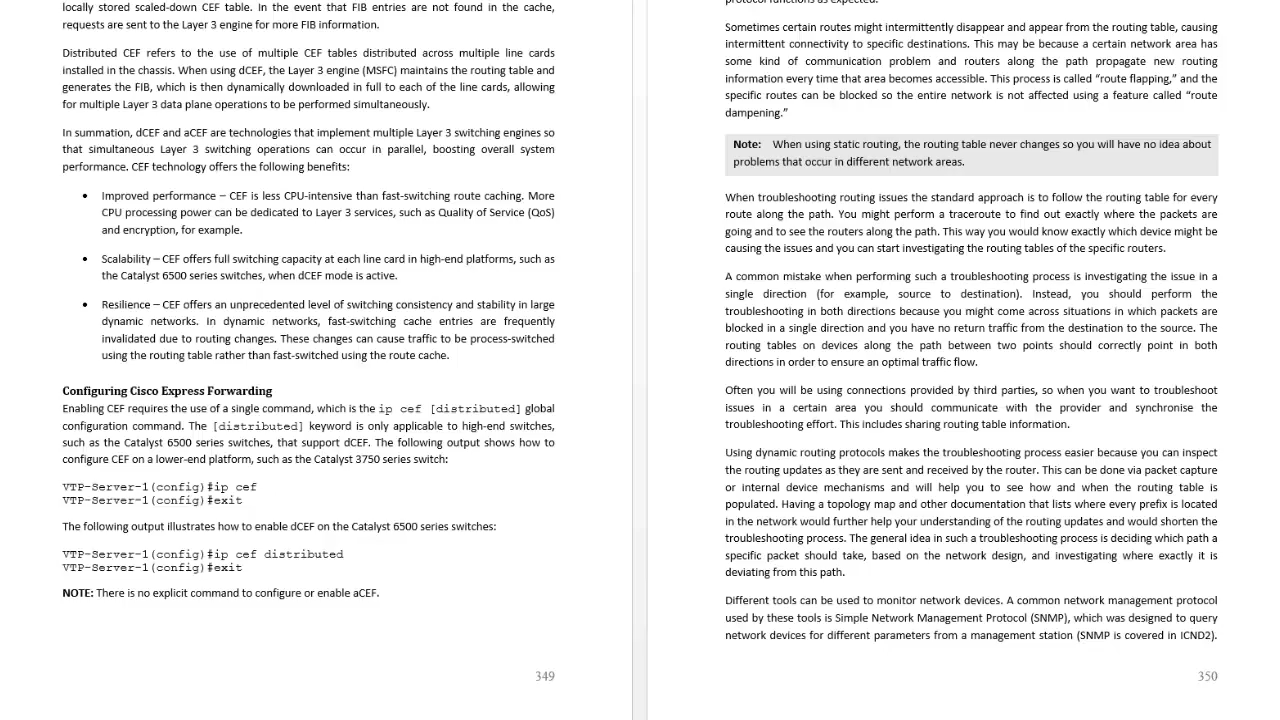 locally stored scaled-down CEF table. In the event that FIB entries are not found in the cache,
requests are sent to the Layer 3 engine for more FIB information.
Distributed CEF refers to the use of multiple CEF tables distributed across multiple line cards
installed in the chassis. When using dCEF, the Layer 3 engine (MSFC) maintains the routing table and
generates the FIB, which is then dynamically downloaded in full to each of the line cards, allowing
for multiple Layer 3 data plane operations to be performed simultaneously.
In summation, dCEF and aCEF are technologies that implement multiple Layer 3 switching engines so
that simultaneous Layer 3 switching operations can occur in parallel, boosting overall system
performance. CEF technology offers the following benefits:
• Improved performance – CEF is less CPU-intensive than fast-switching route caching. More
CPU processing power can be dedicated to Layer 3 services, such as Quality of Service (QoS)
and encryption, for example.
• Scalability – CEF offers full switching capacity at each line card in high-end platforms, such as
the Catalyst 6500 series switches, when dCEF mode is active.
• Resilience – CEF offers an unprecedented level of switching consistency and stability in large
dynamic networks. In dynamic networks, fast-switching cache entries are frequently
invalidated due to routing changes. These changes can cause traffic to be process-switched
using the routing table rather than fast-switched using the route cache.
Configuring Cisco Express Forwarding
Enabling CEF requires the use of a single command, which is the ip cef [distributed] global
configuration command. The [distributed] keyword is only applicable to high-end switches,
such as the Catalyst 6500 series switches, that support dCEF. The following output shows how to
configure CEF on a lower-end platform, such as the Catalyst 3750 series switch:
VTP-Server-1(config)#ip cef
VTP-Server-1(config)#exit
The following output illustrates how to enable dCEF on the Catalyst 6500 series switches:
VTP-Server-1(config)#ip cef distributed
VTP-Server-1(config)#exit
NOTE: There is no explicit command to configure or enable aCEF.
349
protocol functions as expected.
Sometimes certain routes might intermittently disappear and appear from the routing table, causing
intermittent connectivity to specific destinations. This may be because a certain network area has
some kind of communication problem and routers along the path propagate new routing
information every time that area becomes accessible. This process is called “route flapping,” and the
specific routes can be blocked so the entire network is not affected using a feature called “route
dampening.”
Note: When using static routing, the routing table never changes so you will have no idea about
problems that occur in different network areas.
When troubleshooting routing issues the standard approach is to follow the routing table for every
route along the path. You might perform a traceroute to find out exactly where the packets are
going and to see the routers along the path. This way you would know exactly which device might be
causing the issues and you can start investigating the routing tables of the specific routers.
A common mistake when performing such a troubleshooting process is investigating the issue in a
single direction (for example, source to destination). Instead, you should perform the
troubleshooting in both directions because you might come across situations in which packets are
blocked in a single direction and you have no return traffic from the destination to the source. The
routing tables on devices along the path between two points should correctly point in both
directions in order to ensure an optimal traffic flow.
Often you will be using connections provided by third parties, so when you want to troubleshoot
issues in a certain area you should communicate with the provider and synchronise the
troubleshooting effort. This includes sharing routing table information.
Using dynamic routing protocols makes the troubleshooting process easier because you can inspect
the routing updates as they are sent and received by the router. This can be done via packet capture
or internal device mechanisms and will help you to see how and when the routing table is
populated. Having a topology map and other documentation that lists where every prefix is located
in the network would further help your understanding of the routing updates and would shorten the
troubleshooting process. The general idea in such a troubleshooting process is deciding which path a
specific packet should take, based on the network design, and investigating where exactly it is
deviating from this path.
Different tools can be used to monitor network devices. A common network management protocol
used by these tools is Simple Network Management Protocol (SNMP), which was designed to query
network devices for different parameters from a management station (SNMP is covered in ICND2).
350